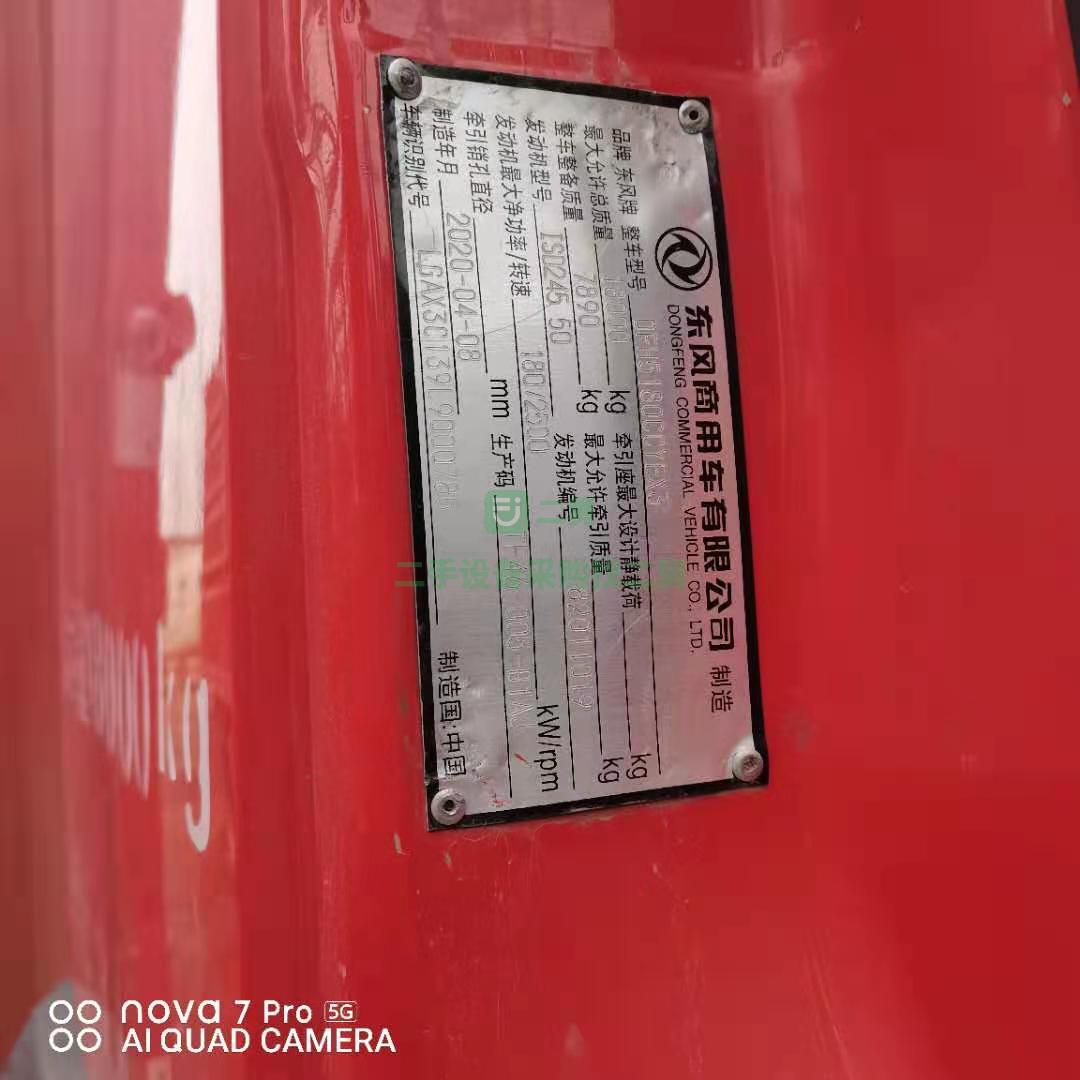 东风商用车有限公司 制造
DONGFENG COMMERCIAL VEHICLE CO., LTD.
品牌 东风牌 整车型号
最大允许总质量 18000 kg 牵引座最大设计静载荷 kg
整车整备质量 7890 kg 最大允许牵引质量 kg
发动机型号 ISD245 50 发动机编号
发动机最大净功率/转速 180/2500 kW/rpm
牵引销孔直径 mm 生产码
制造年月 2020-04-08
车辆识别代号 制造国:中国
kg
nova 7 Pro 5G
AI QUAD CAMERA